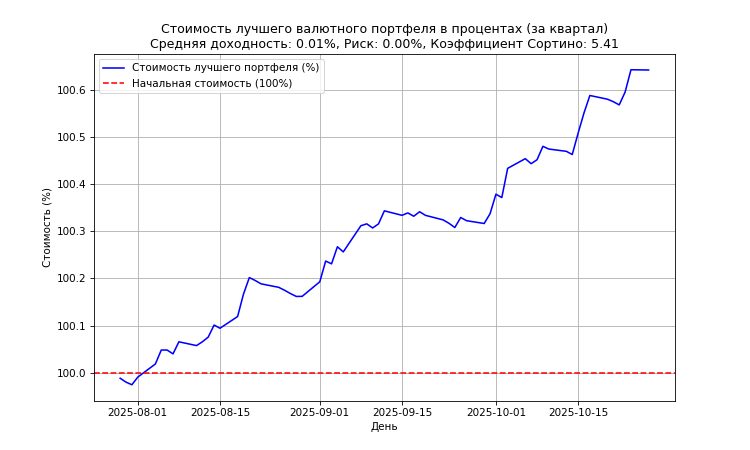 Стоимость лучшего валютного портфеля в процентах (за квартал)
Средняя доходность: 0.01%, Риск: 0.00%, Коэффициент Сортино: 5.41
Стоимость лучшего портфеля (%)
Начальная стоимость (100%)
Стоимость (%)
100.6
100.5
100.4
100.3
100.2
100.1
100.0
2025-08-01
2025-08-15
2025-09-01
2025-09-15
2025-10-01
2025-10-15
День